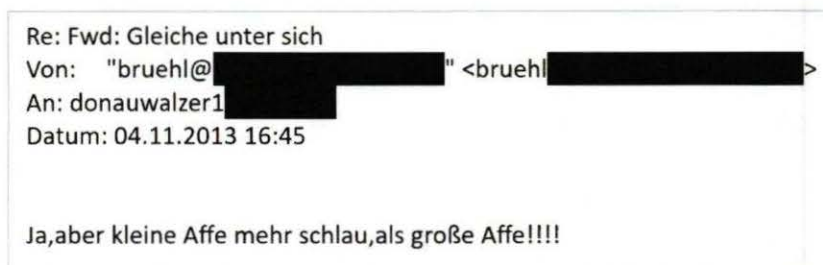 Re: Fwd: Gleiche unter sich
Von: "bruehl@ " <bruehl >
An: donauwalzer1
Datum: 04.11.2013 16:45
Ja,aber kleine Affe mehr schlau,als große Affe!!!!